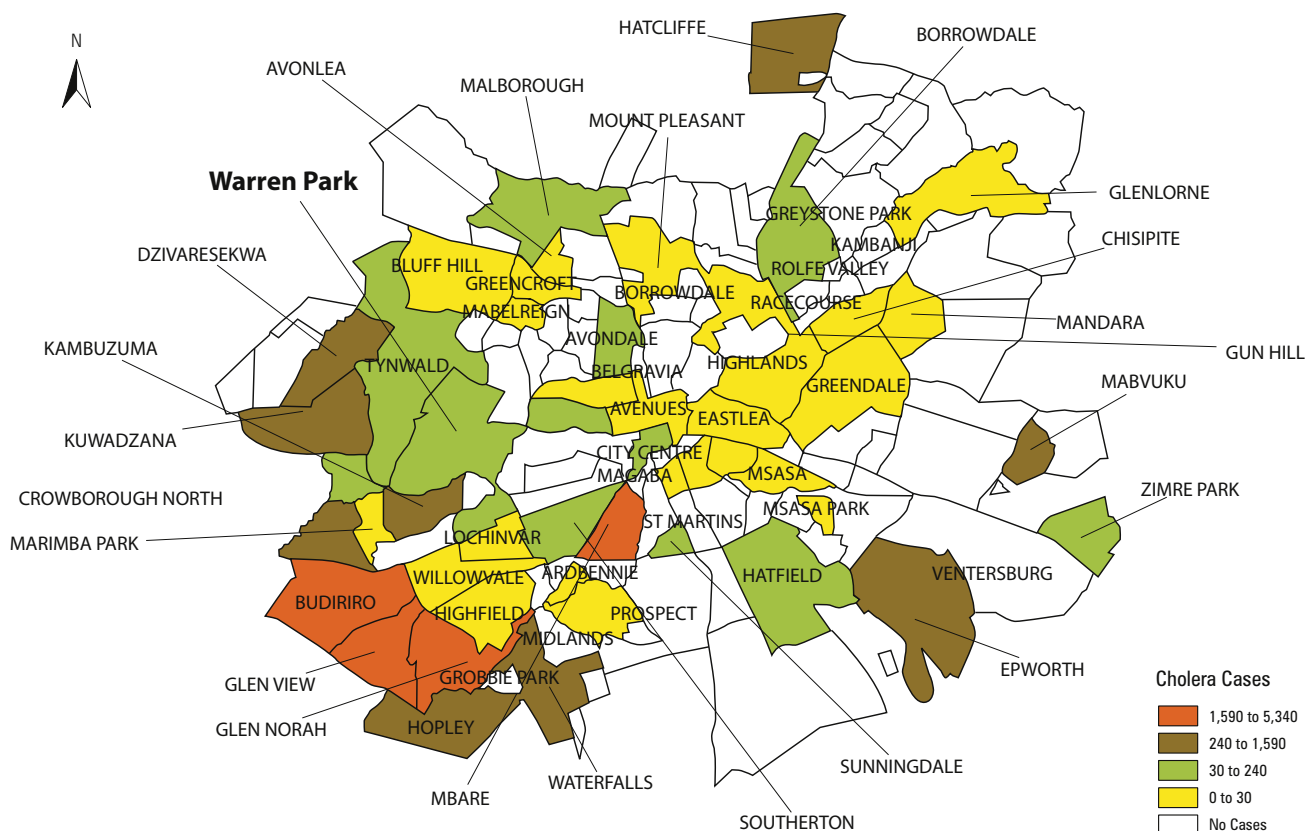 HATCLIFFE
BORROWDALE
N
AVONLEA
MALBOROUGH
MOUNT PLEASANT
Warren Park
GLENLORNE
GREYSTONE PARK
CHISIPITE
KAMBANJI
DZIVARESEKWA
BLUFF HILL
ROLFE VALLEY
GREENCROFT
BORROWDALE
RACECOURSE
MABELREIGN
MANDARA
KAMBUZUMA
AVONDALE
GUN HILL
TYNWALD
HIGHLANDS
BELGRAVIA
GREENDALE
MABVUKU
AVENUES
EASTLEA
KUWADZANA
CITY CENTRE
MAGABA
MSASA
ZIMRE PARK
CROWBOROUGH NORTH
MSASA PARK
ST MARTINS
LOCHINVAR
MARIMBA PARK
ARDBENNIE
VENTERSBURG
WILLOWVALE
HATFIELD
BUDIRIRO
HIGHFIELD
PROSPECT
MIDLANDS
EPWORTH
GROBBIE PARK
GLEN VIEW
HOPLEY
GLEN NORAH
SUNNINGDALE
WATERFALLS
MBARE
SOUTHERTON
Cholera Cases
1,590 to 5,340
240 to 1,590
30 to 240
0 to 30
No Cases